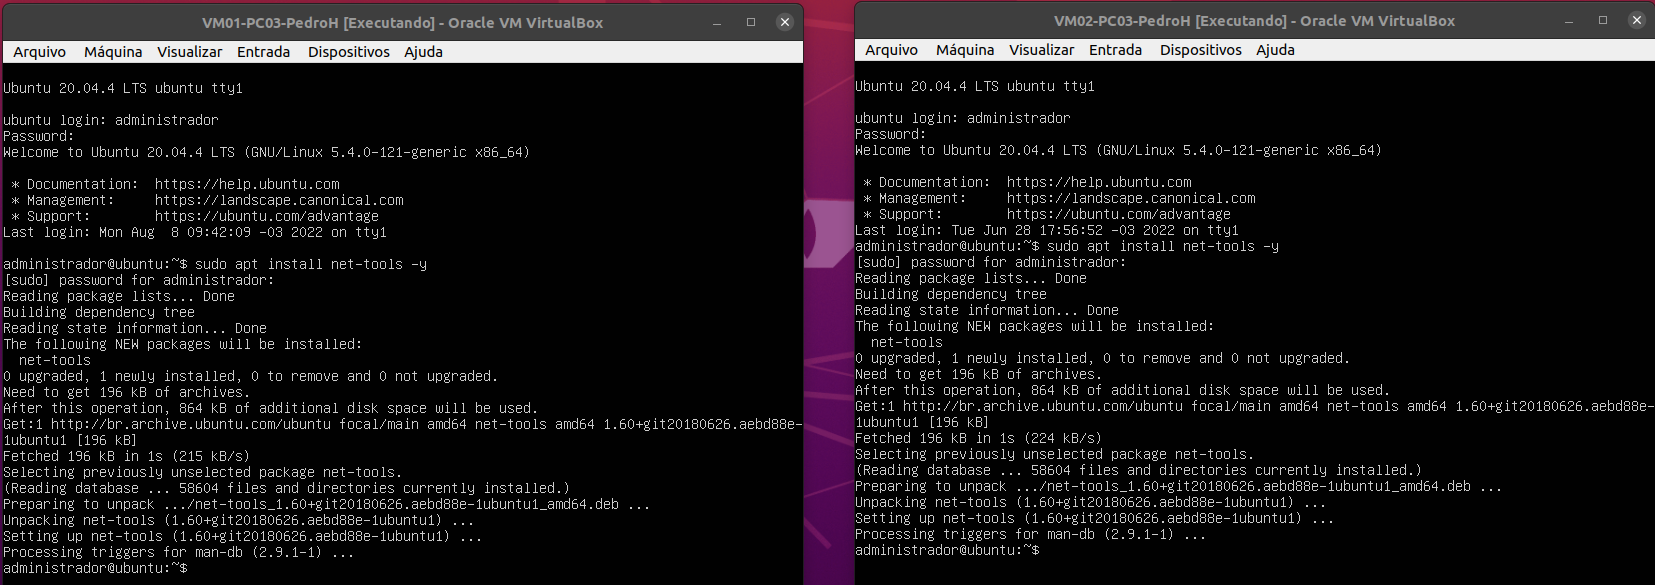 VM01-PC03-PedroH [Executando] - Oracle VM VirtualBox
Arquivo Máquina Visualizar Entrada Dispositivos Ajuda
Ubuntu 20.04.4 LTS ubuntu tty1
ubuntu login: administrador
Password:
Welcome to Ubuntu 20.04.4 LTS (GNU/Linux 5.4.0-121-generic x86_64)
* Documentation:  https://help.ubuntu.com
* Management:     https://landscape.canonical.com
* Support:        https://ubuntu.com/advantage
Last login: Mon Aug  8 09:42:09 -03 2022 on tty1
administrador@ubuntu:~$ sudo apt install net-tools -y
[sudo] password for administrador:
Reading package lists... Done
Building dependency tree
Reading state information... Done
The following NEW packages will be installed:
  net-tools
0 upgraded, 1 newly installed, 0 to remove and 0 not upgraded.
Need to get 196 kB of archives.
After this operation, 864 kB of additional disk space will be used.
Get:1 http://br.archive.ubuntu.com/ubuntu focal/main amd64 net-tools amd64 1.60+git20180626.aebd88e-
1ubuntu1 [196 kB]
Fetched 196 kB in 1s (215 kB/s)
Selecting previously unselected package net-tools.
(Reading database ... 58604 files and directories currently installed.)
Preparing to unpack .../net-tools_1.60+git20180626.aebd88e-1ubuntu1_amd64.deb ...
Unpacking net-tools (1.60+git20180626.aebd88e-1ubuntu1) ...
Setting up net-tools (1.60+git20180626.aebd88e-1ubuntu1) ...
Processing triggers for man-db (2.9.1-1) ...
administrador@ubuntu:~$
VM02-PC03-PedroH [Executando] - Oracle VM VirtualBox
Arquivo Máquina Visualizar Entrada Dispositivos Ajuda
Ubuntu 20.04.4 LTS ubuntu tty1
ubuntu login: administrador
Password:
Welcome to Ubuntu 20.04.4 LTS (GNU/Linux 5.4.0-121-generic x86_64)
* Documentation:  https://help.ubuntu.com
* Management:     https://landscape.canonical.com
* Support:        https://ubuntu.com/advantage
Last login: Tue Jun 28 17:56:52 -03 2022 on tty1
administrador@ubuntu:~$ sudo apt install net-tools -y
[sudo] password for administrador:
Reading package lists... Done
Building dependency tree
Reading state information... Done
The following NEW packages will be installed:
  net-tools
0 upgraded, 1 newly installed, 0 to remove and 0 not upgraded.
Need to get 196 kB of archives.
After this operation, 864 kB of additional disk space will be used.
Get:1 http://br.archive.ubuntu.com/ubuntu focal/main amd64 net-tools amd64 1.60+git20180626.aebd88e-
1ubuntu1 [196 kB]
Fetched 196 kB in 1s (224 kB/s)
Selecting previously unselected package net-tools.
(Reading database ... 58604 files and directories currently installed.)
Preparing to unpack .../net-tools_1.60+git20180626.aebd88e-1ubuntu1_amd64.deb ...
Unpacking net-tools (1.60+git20180626.aebd88e-1ubuntu1) ...
Setting up net-tools (1.60+git20180626.aebd88e-1ubuntu1) ...
Processing triggers for man-db (2.9.1-1) ...
administrador@ubuntu:~$